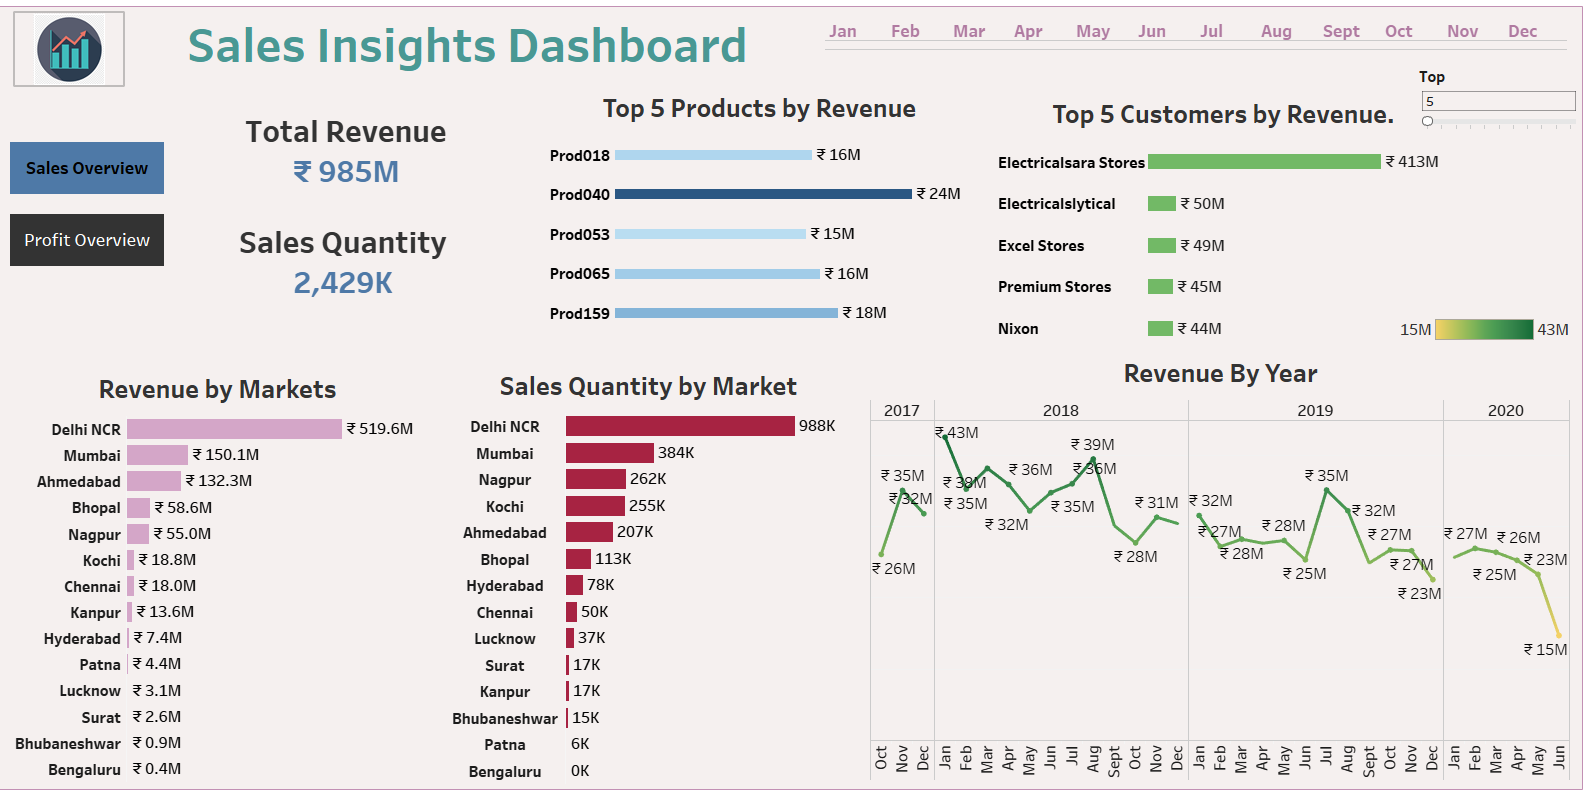 Sales Insights Dashboard
Jan Feb Mar Apr May Jun Jul Aug Sept Oct Nov Dec
Top
5
Sales Overview
Profit Overview
Total Revenue
₹ 985M
Sales Quantity
2,429K
Top 5 Products by Revenue
Prod018 ₹ 16M
Prod040 ₹ 24M
Prod053 ₹ 15M
Prod065 ₹ 16M
Prod159 ₹ 18M
Top 5 Customers by Revenue.
Electricalsara Stores ₹ 413M
Electricalslytical ₹ 50M
Excel Stores ₹ 49M
Premium Stores ₹ 45M
Nixon ₹ 44M
15M 43M
Revenue by Markets
Delhi NCR ₹ 519.6M
Mumbai ₹ 150.1M
Ahmedabad ₹ 132.3M
Bhopal ₹ 58.6M
Nagpur ₹ 55.0M
Kochi ₹ 18.8M
Chennai ₹ 18.0M
Kanpur ₹ 13.6M
Hyderabad ₹ 7.4M
Patna ₹ 4.4M
Lucknow ₹ 3.1M
Surat ₹ 2.6M
Bhubaneshwar ₹ 0.9M
Bengaluru ₹ 0.4M
Sales Quantity by Market
Delhi NCR 988K
Mumbai 384K
Nagpur 262K
Kochi 255K
Ahmedabad 207K
Bhopal 113K
Hyderabad 78K
Chennai 50K
Lucknow 37K
Surat 17K
Kanpur 17K
Bhubaneshwar 15K
Patna 6K
Bengaluru 0K
Revenue By Year
2017 2018 2019 2020
₹ 26M ₹ 35M ₹ 32M
₹ 43M ₹ 35M ₹ 38M ₹ 36M ₹ 32M ₹ 35M ₹ 36M ₹ 39M ₹ 28M ₹ 31M
₹ 32M ₹ 27M ₹ 28M ₹ 28M ₹ 25M ₹ 35M ₹ 32M ₹ 27M ₹ 27M ₹ 23M
₹ 27M ₹ 25M ₹ 26M ₹ 23M ₹ 15M
Oct Nov Dec Jan Feb Mar Apr May Jun Jul Aug Sept Oct Nov Dec Jan Feb Mar Apr May Jun Jul Aug Sept Oct Nov Dec Jan Feb Mar Apr May Jun